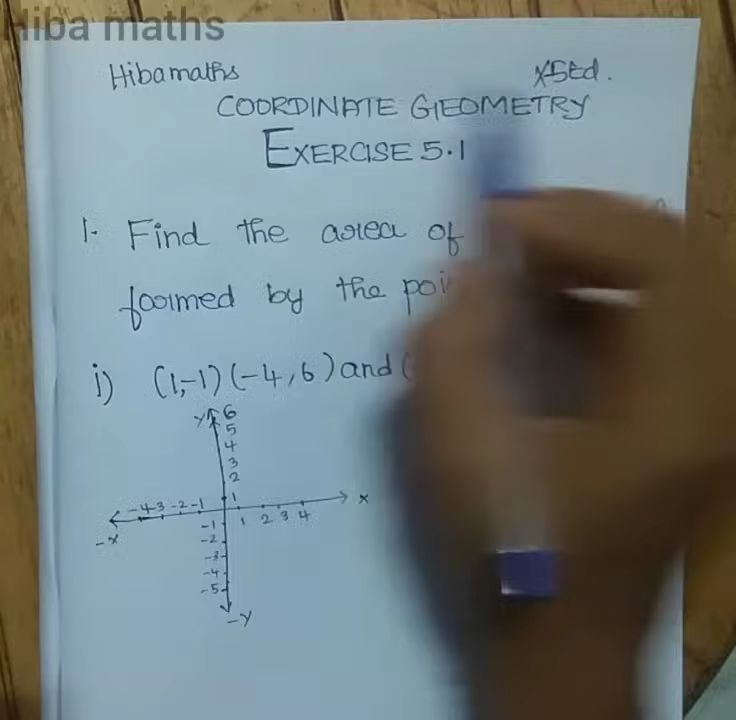 Hiba maths
Hibamaths X Std.
COORDINATE GEOMETRY
EXERCISE 5.1
1. Find the area of
formed by the
i) (1,-1) (-4, 6) and (
Y 6
5
4
3
2
-4 -3 -2 -1 1 X
-X -1 1 2 3 4
-2
-3
-4
-5
-Y